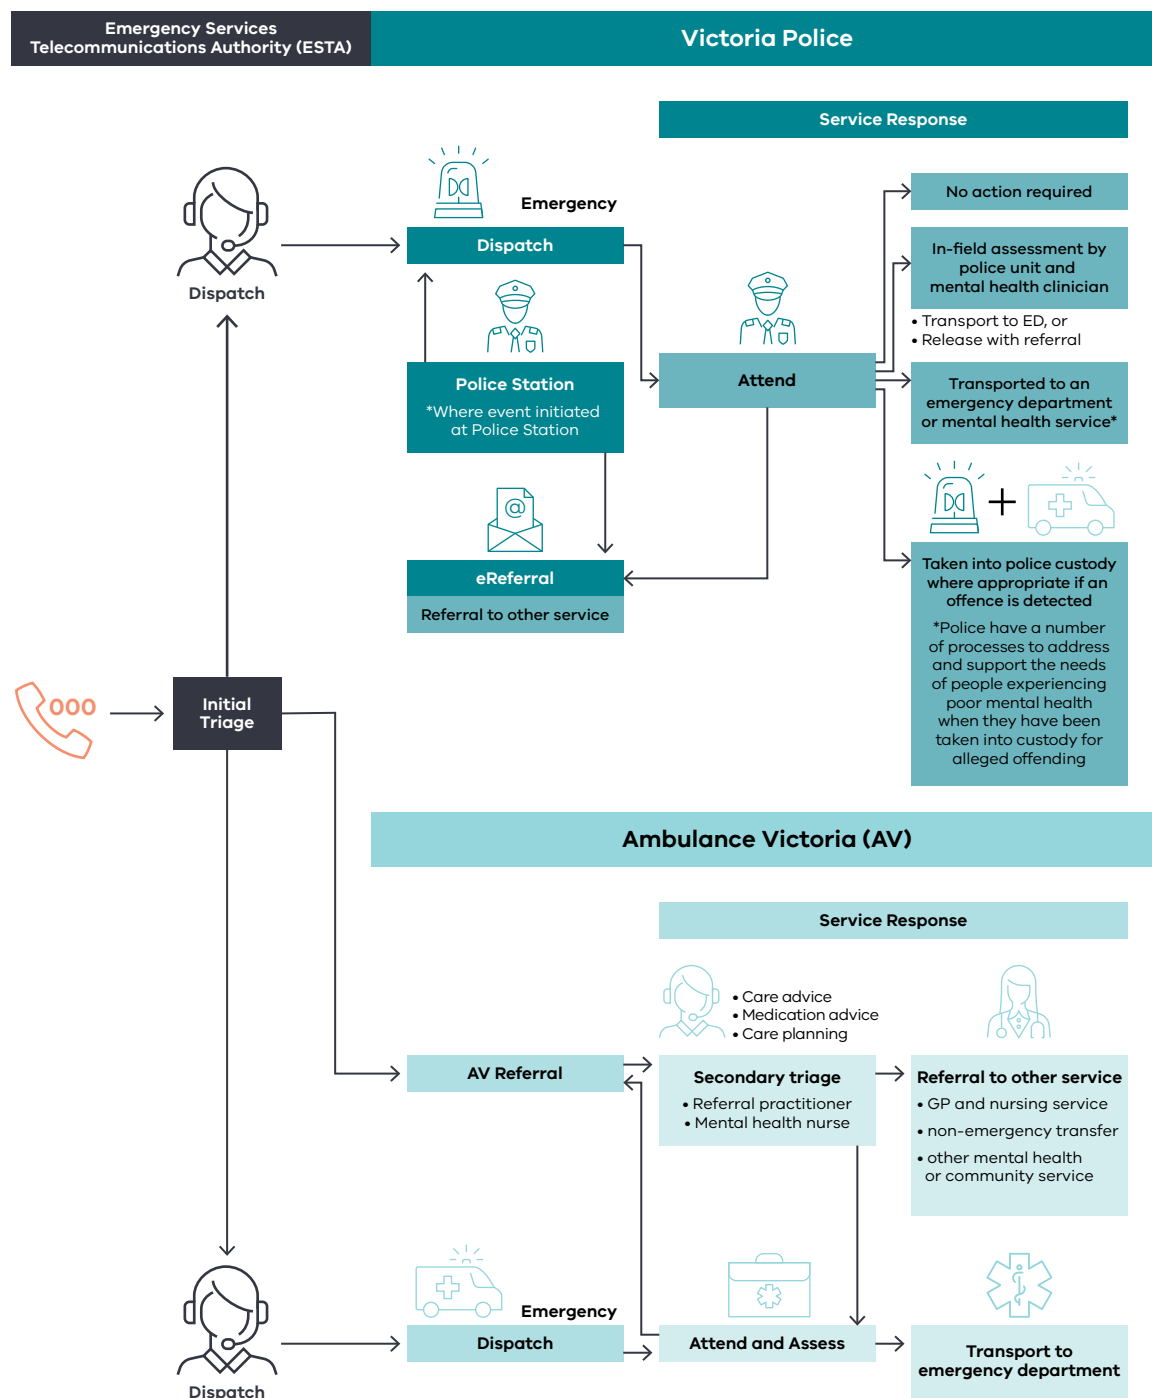 Emergency Services
Telecommunications Authority (ESTA)
Victoria Police
Service Response
Dispatch
Emergency
Dispatch
Police Station
*Where event initiated
at Police Station
@
eReferral
Referral to other service
Attend
No action required
In-field assessment by
police unit and
mental health clinician
• Transport to ED, or
• Release with referral
Transported to an
emergency department
or mental health service*
Taken into police custody
where appropriate if an
offence is detected
*Police have a number
of processes to address
and support the needs
of people experiencing
poor mental health
when they have been
taken into custody for
alleged offending
000
Initial
Triage
Ambulance Victoria (AV)
Service Response
• Care advice
• Medication advice
• Care planning
AV Referral
Secondary triage
• Referral practitioner
• Mental health nurse
Referral to other service
• GP and nursing service
• non-emergency transfer
• other mental health
or community service
Dispatch
Emergency
Dispatch
Attend and Assess
Transport to
emergency department